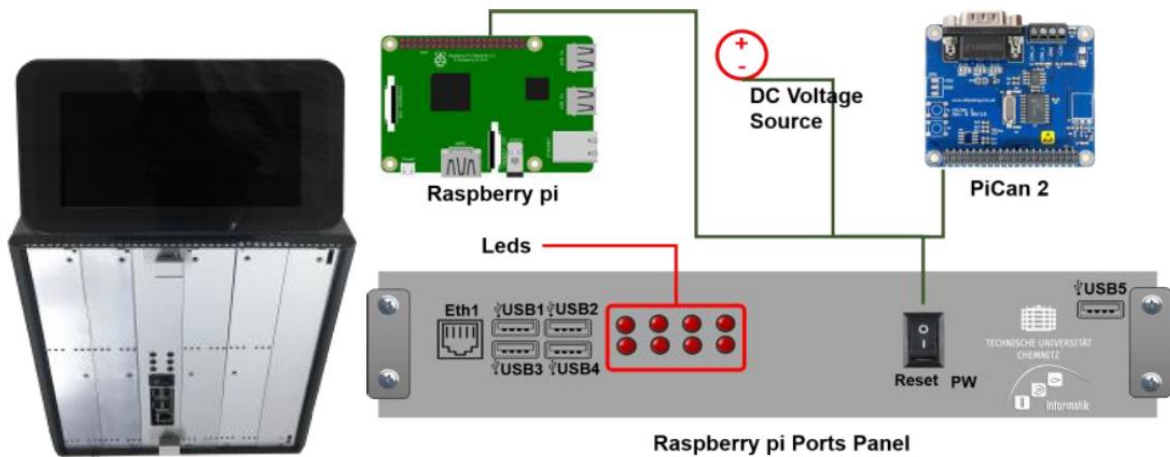 Raspberry pi
DC Voltage
Source
PiCan 2
Leds
Eth1
USB1
USB2
USB3
USB4
USB5
O
I
Reset
PW
TECHNISCHE UNIVERSITÄT
CHEMNITZ
Informatik
Raspberry pi Ports Panel